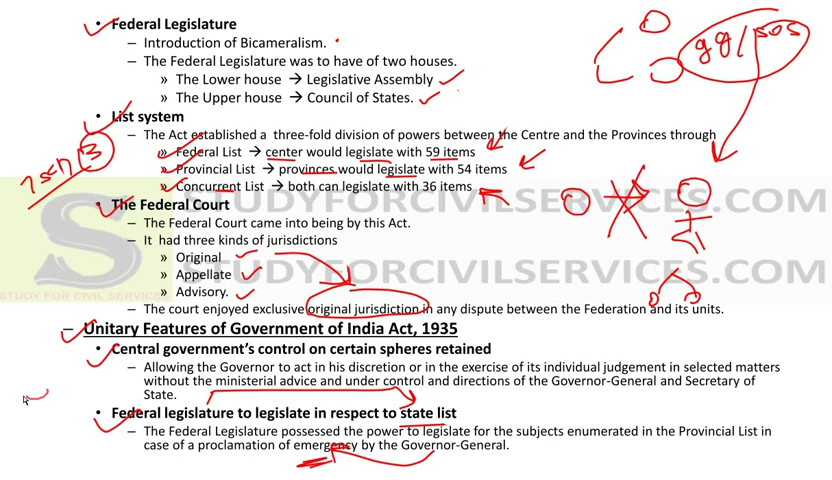 • Federal Legislature
– Introduction of Bicameralism.
– The Federal Legislature was to have of two houses.
» The Lower house → Legislative Assembly
» The Upper house → Council of States.
• List system
– The Act established a three-fold division of powers between the Centre and the Provinces through
» Federal List → center would legislate with 59 items
» Provincial List → provinces would legislate with 54 items
» Concurrent List → both can legislate with 36 items
• The Federal Court
– The Federal Court came into being by this Act.
– It had three kinds of jurisdictions
» Original
» Appellate
» Advisory.
– The court enjoyed exclusive original jurisdiction in any dispute between the Federation and its units.
– Unitary Features of Government of India Act, 1935
• Central government's control on certain spheres retained
– Allowing the Governor to act in his discretion or in the exercise of its individual judgement in selected matters
without the ministerial advice and under control and directions of the Governor-General and Secretary of
State.
• Federal legislature to legislate in respect to state list
– The Federal Legislature possessed the power to legislate for the subjects enumerated in the Provincial List in
case of a proclamation of emergency by the Governor-General.
gg/sos
7 sch 3
STUDYFORCIVILSERVICES.COM
STUDYFORCIVILSERVICES.COM
S
STUDY FOR CIVIL SERVICES